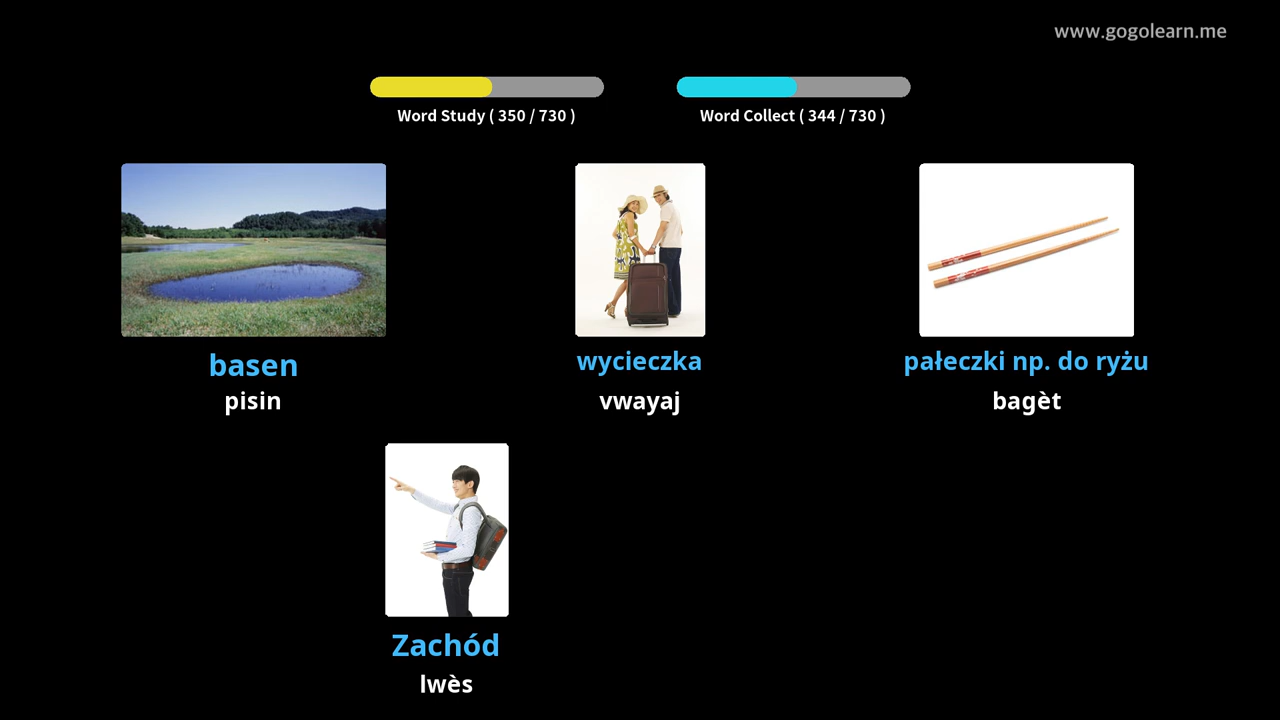 www.gogolearn.me
Word Study ( 350 / 730 )
Word Collect ( 344 / 730 )
basen
pisin
wycieczka
vwayaj
pałeczki np. do ryżu
bagèt
Zachód
lwès